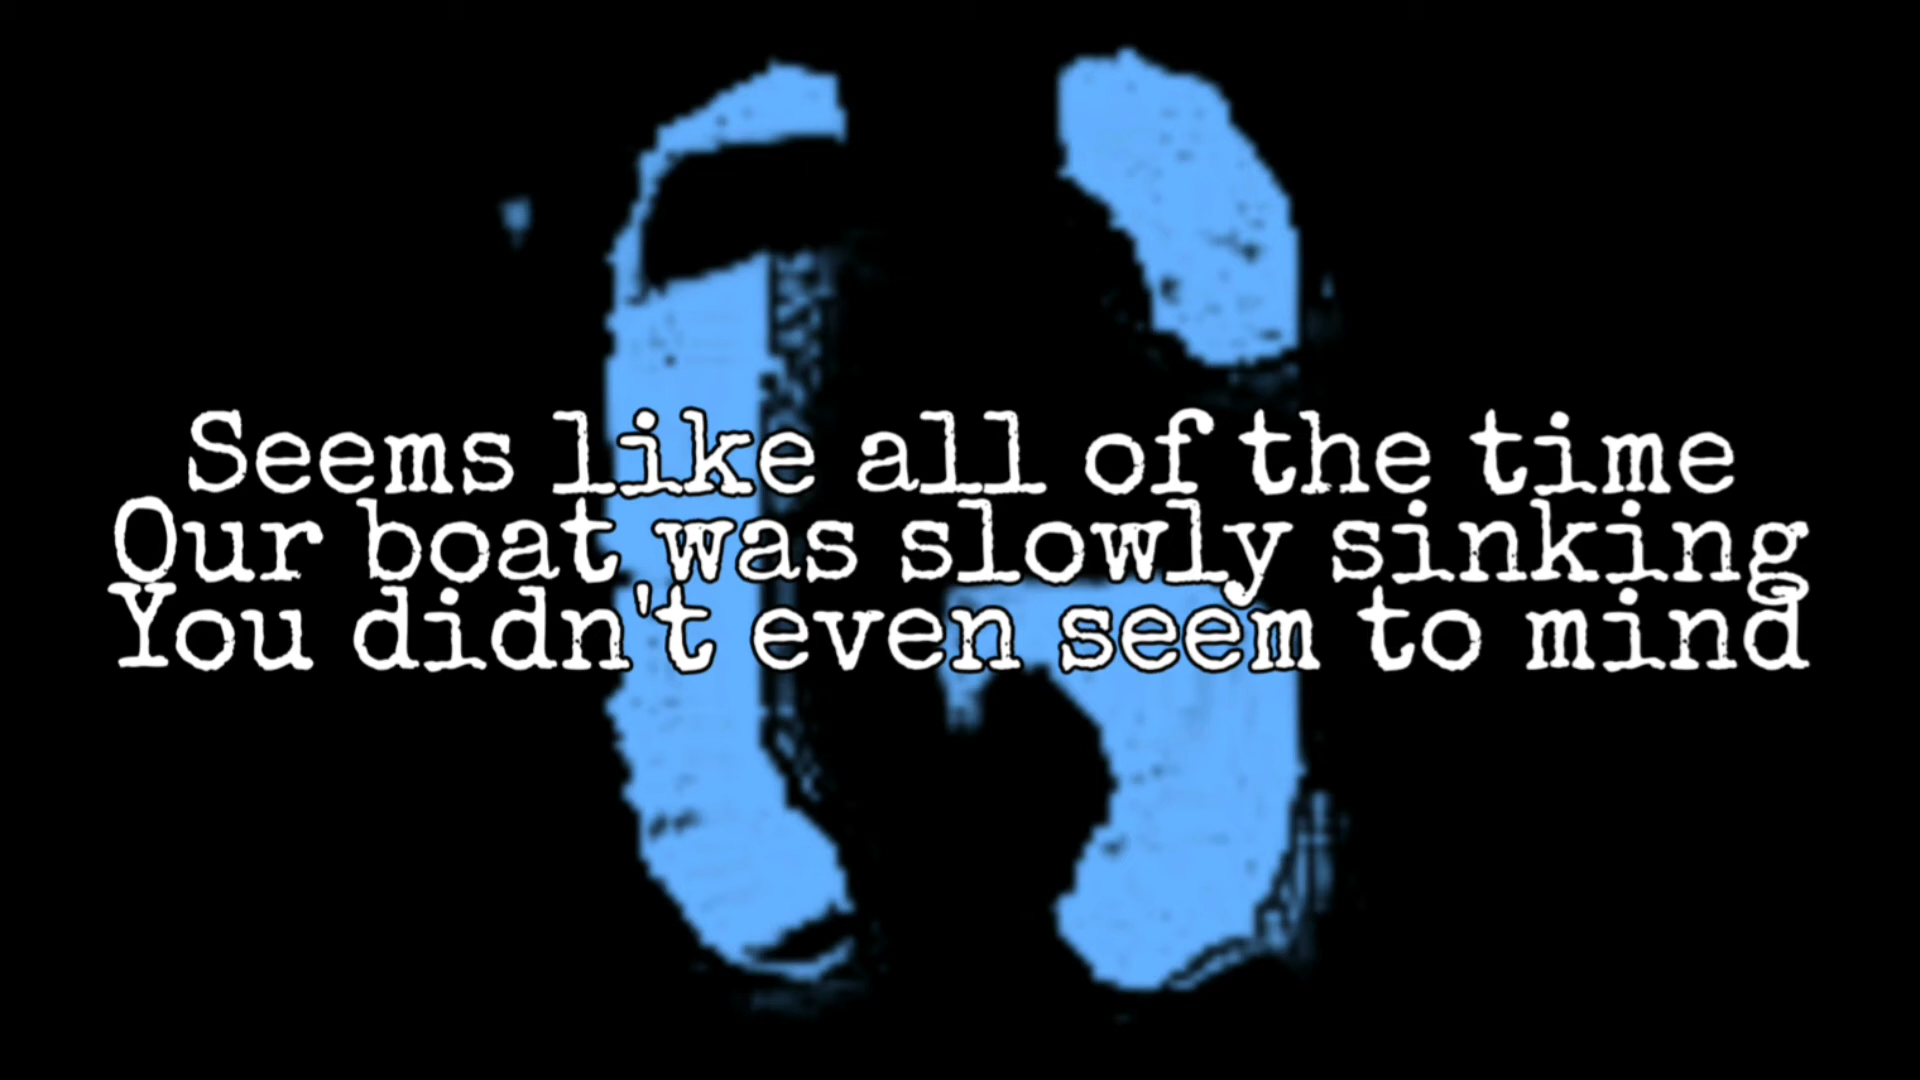 Seems like all of the time
Our boat was slowly sinking
You didn't even seem to mind